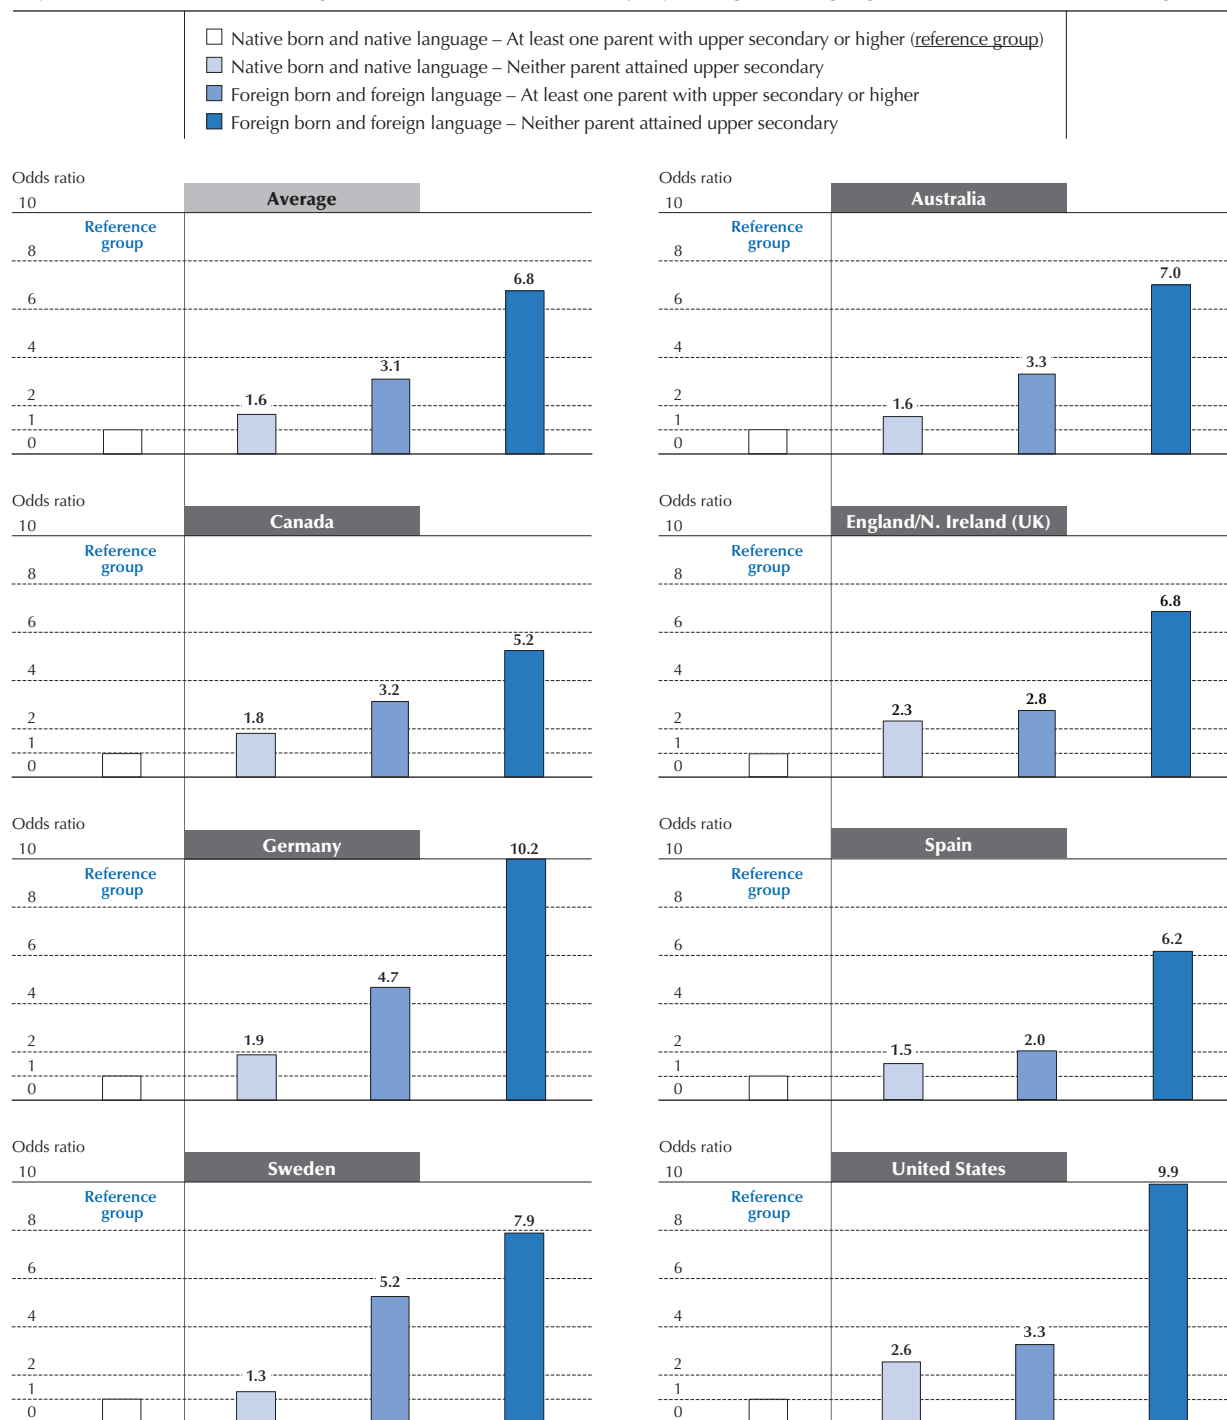 Native born and native language – At least one parent with upper secondary or higher (reference group)
Native born and native language – Neither parent attained upper secondary
Foreign born and foreign language – At least one parent with upper secondary or higher
Foreign born and foreign language – Neither parent attained upper secondary
Odds ratio
Average
10
Reference
group
8
6
4
2
1
0
1.6
3.1
6.8
Odds ratio
Australia
10
Reference
group
8
6
4
2
1
0
1.6
3.3
7.0
Odds ratio
Canada
10
Reference
group
8
6
4
2
1
0
1.8
3.2
5.2
Odds ratio
England/N. Ireland (UK)
10
Reference
group
8
6
4
2
1
0
2.3
2.8
6.8
Odds ratio
Germany
10
Reference
group
8
6
4
2
1
0
1.9
4.7
10.2
Odds ratio
Spain
10
Reference
group
8
6
4
2
1
0
1.5
2.0
6.2
Odds ratio
Sweden
10
Reference
group
8
6
4
2
1
0
1.3
5.2
7.9
Odds ratio
United States
10
Reference
group
8
6
4
2
1
0
2.6
3.3
9.9